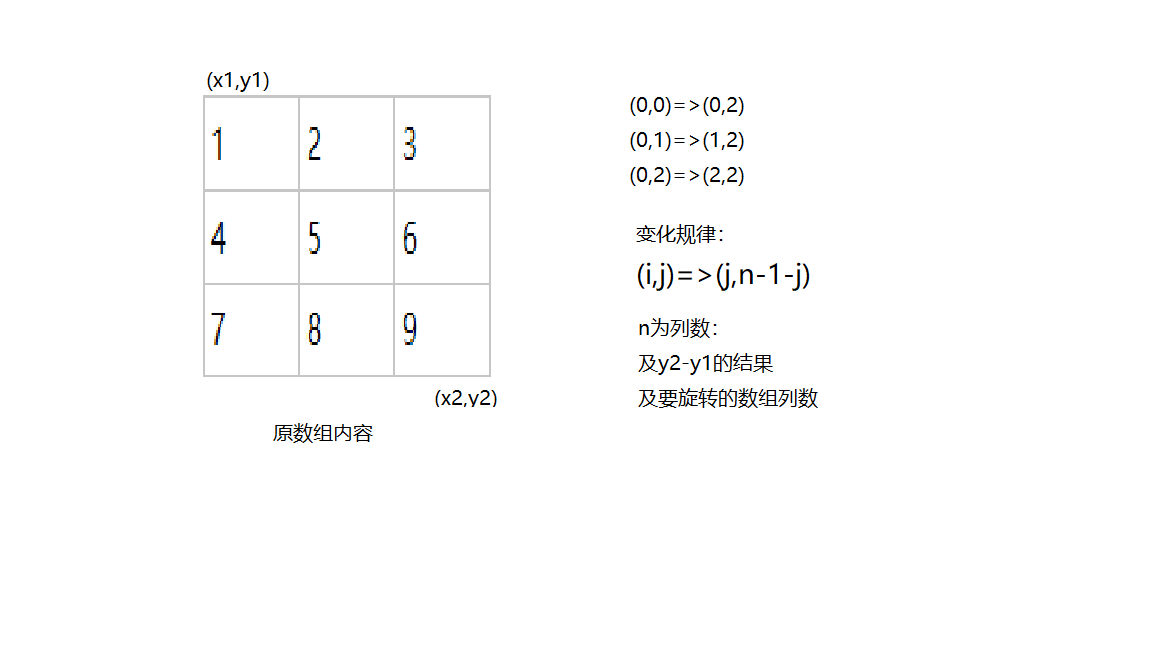 (x1,y1)
1 2 3
4 5 6
7 8 9
(x2,y2)
原数组内容
(0,0)=>(0,2)
(0,1)=>(1,2)
(0,2)=>(2,2)
变化规律：
(i,j)=>(j,n-1-j)
n为列数：
及y2-y1的结果
及要旋转的数组列数